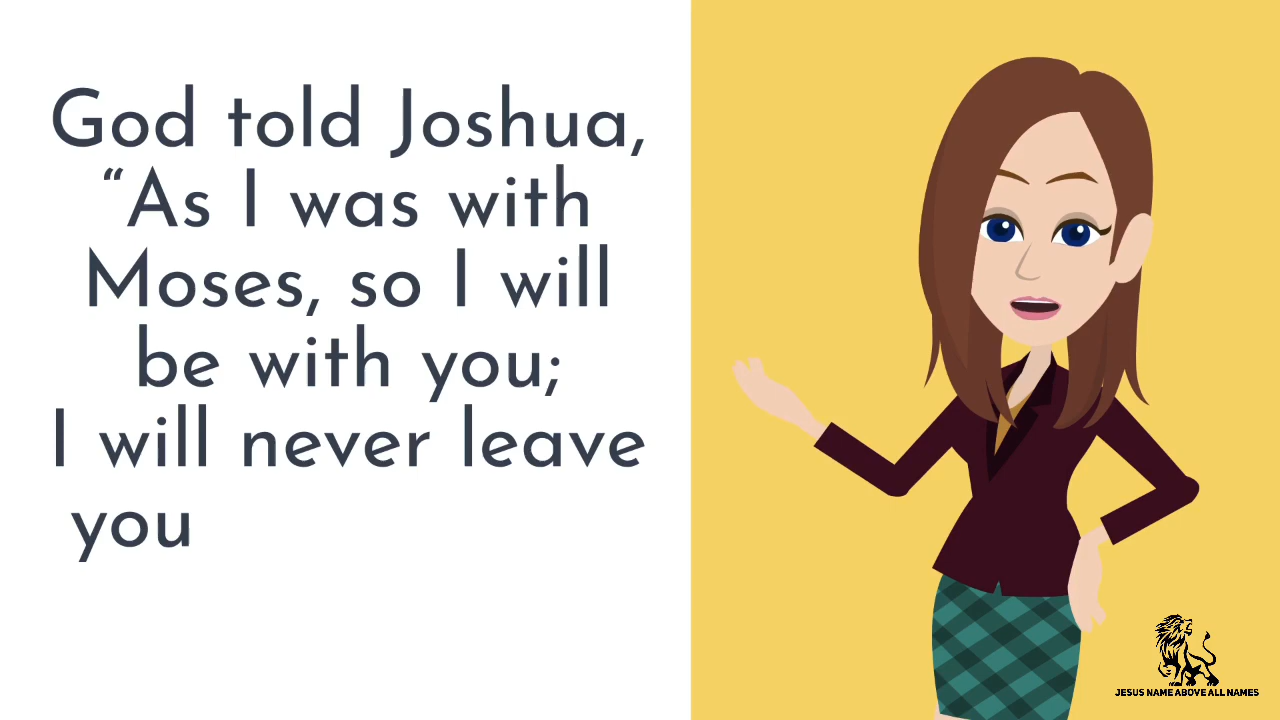 God told Joshua,
“As I was with
Moses, so I will
be with you;
I will never leave
you
JESUS NAME ABOVE ALL NAMES